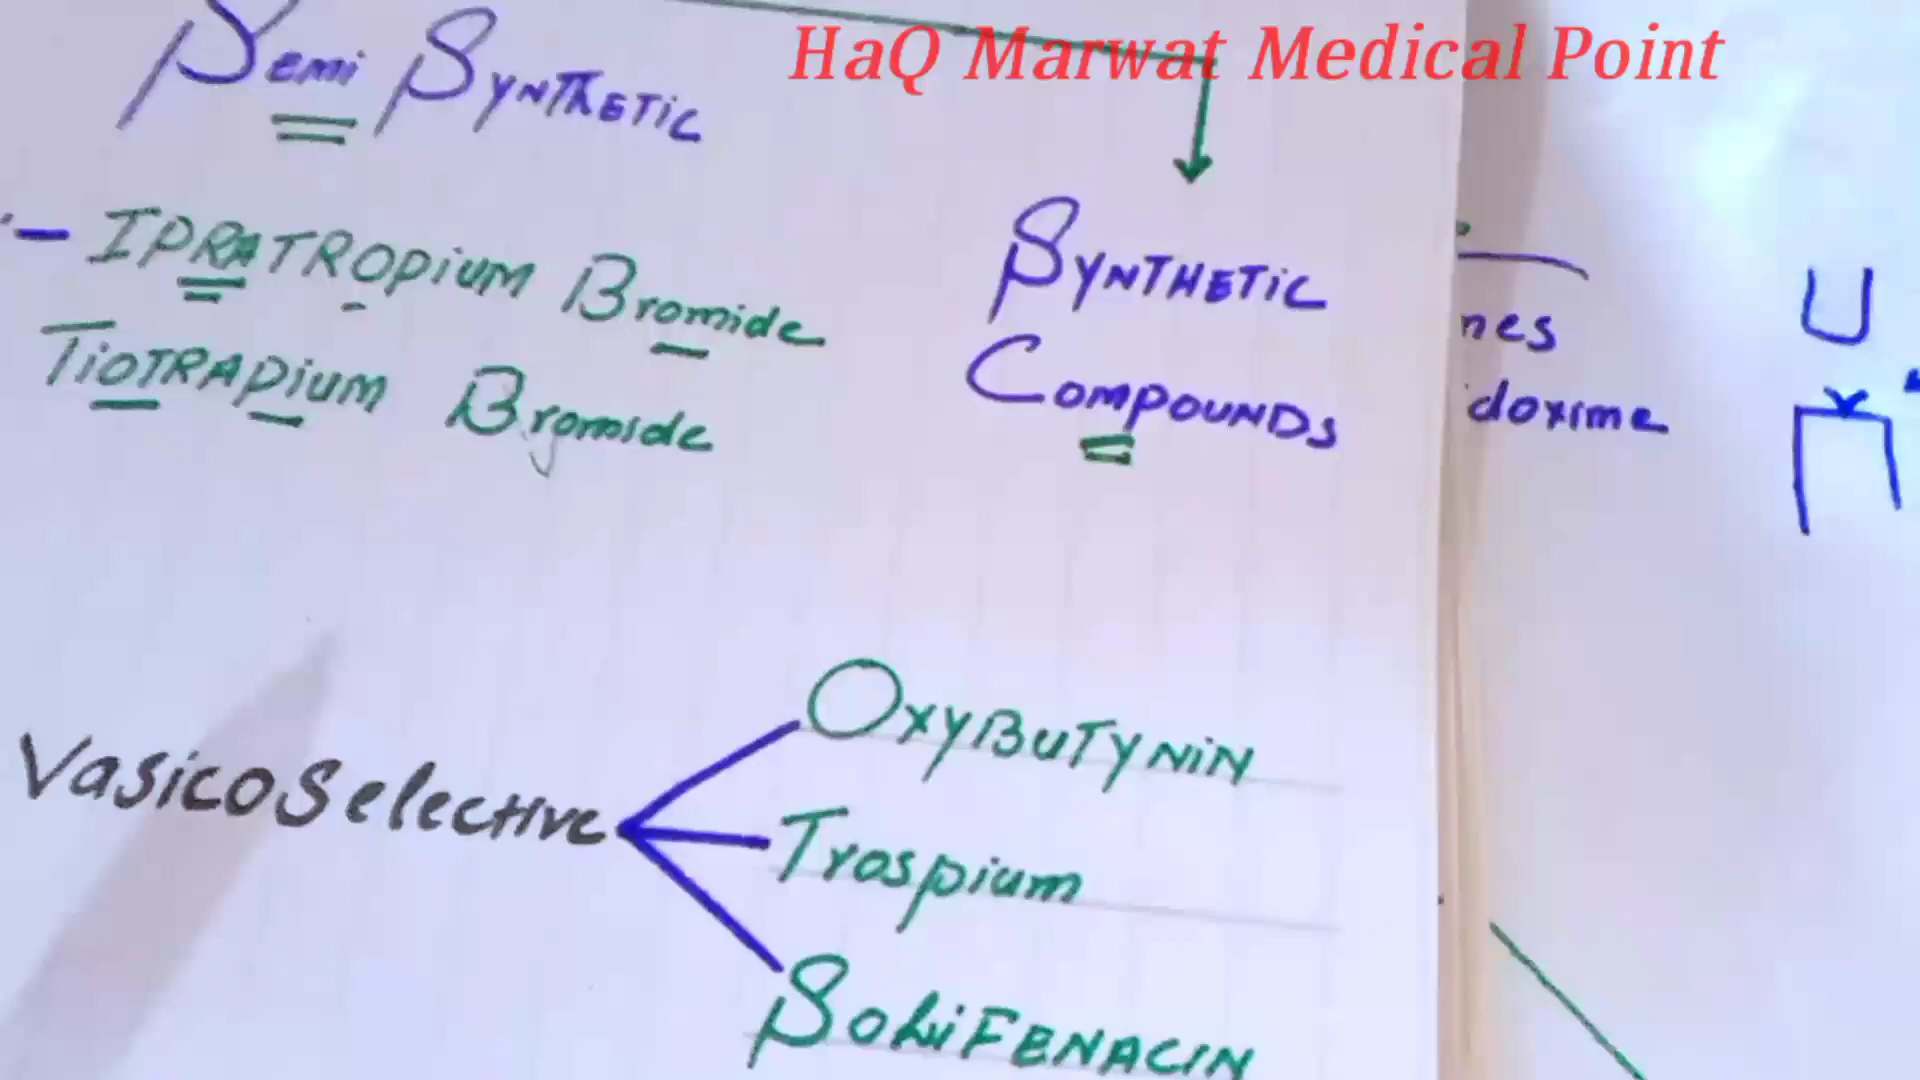 HaQ Marwat Medical Point
Semi Synthetic
- Ipratropium Bromide
Tiotrapium Bromide
Synthetic
Compounds
nes
doxime
Vasicoselective
Oxybutynin
Trospium
Solifenacin